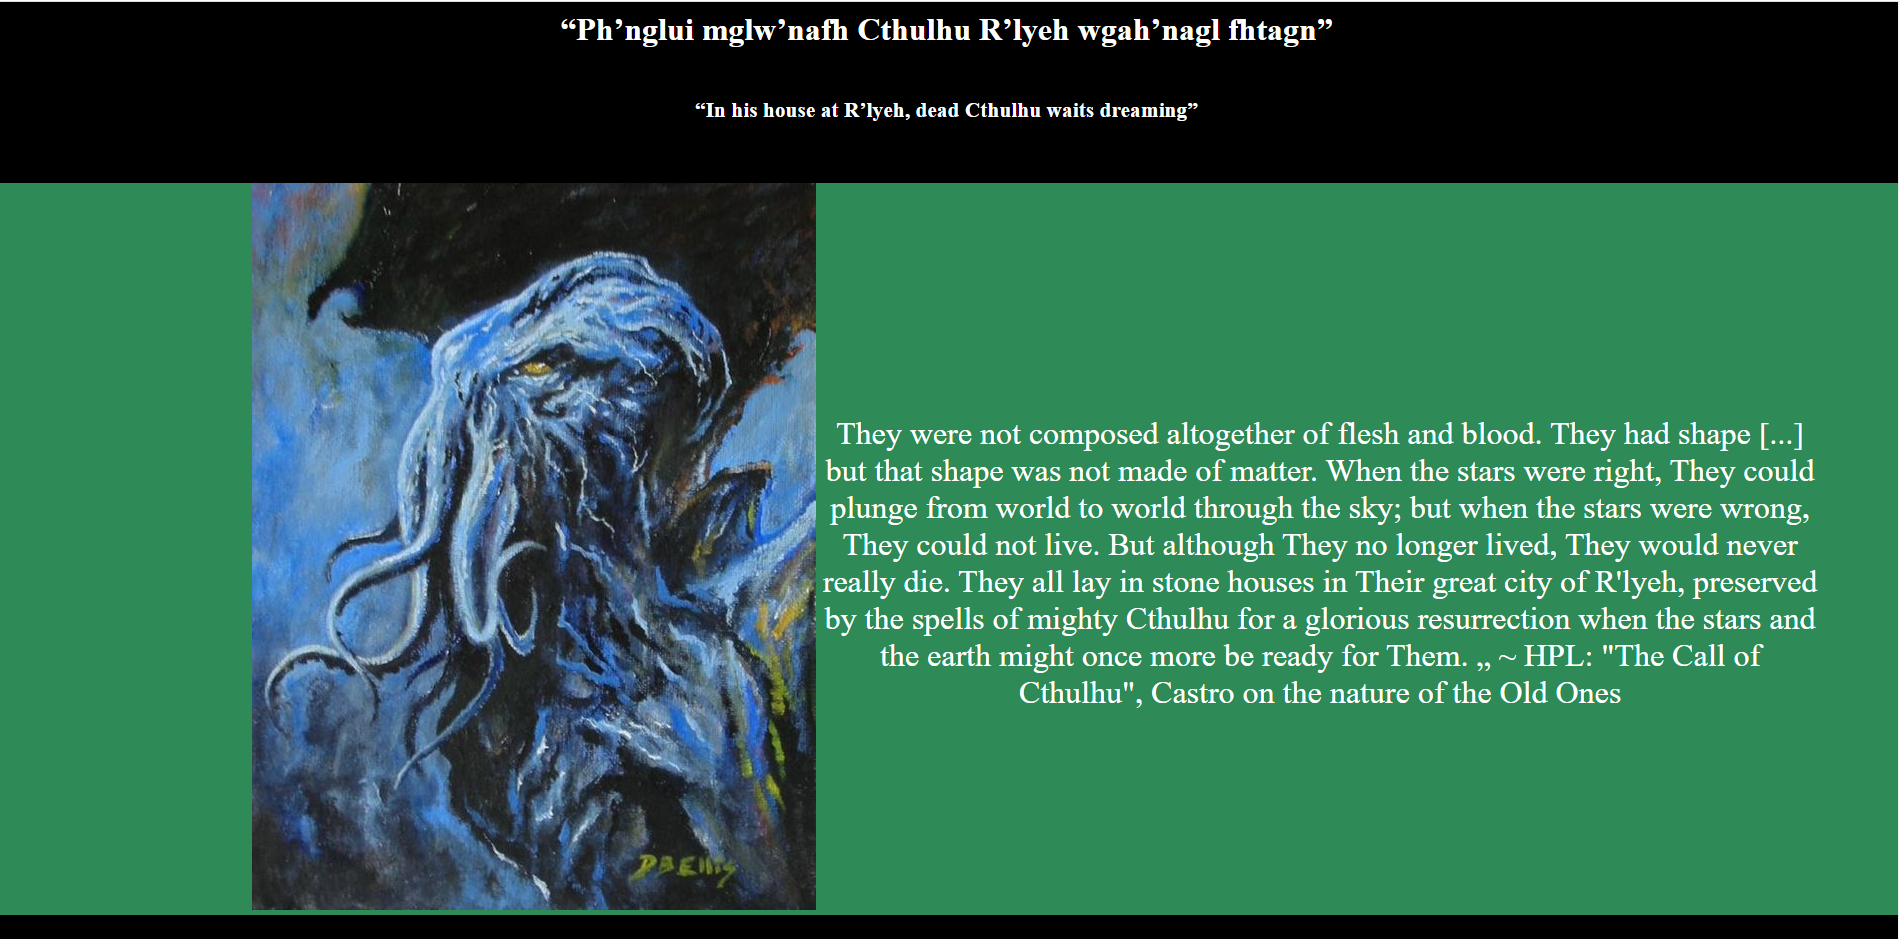 “Ph’nglui mglw’nafh Cthulhu R’lyeh wgah’nagl fhtagn”
“In his house at R’lyeh, dead Cthulhu waits dreaming”
They were not composed altogether of flesh and blood. They had shape [...]
but that shape was not made of matter. When the stars were right, They could
plunge from world to world through the sky; but when the stars were wrong,
They could not live. But although They no longer lived, They would never
really die. They all lay in stone houses in Their great city of R'lyeh, preserved
by the spells of mighty Cthulhu for a glorious resurrection when the stars and
the earth might once more be ready for Them. „ ~ HPL: "The Call of
Cthulhu", Castro on the nature of the Old Ones
DBEllis